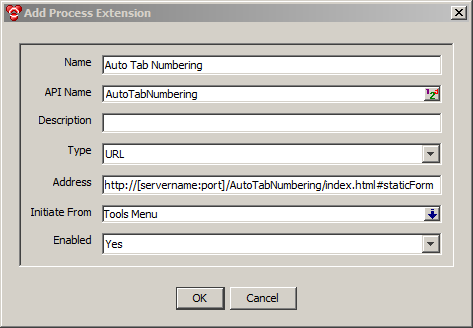 Add Process Extension
Name Auto Tab Numbering
API Name AutoTabNumbering
Description
Type URL
Address http://[servername:port]/AutoTabNumbering/index.html#staticForm
Initiate From Tools Menu
Enabled Yes
OK Cancel